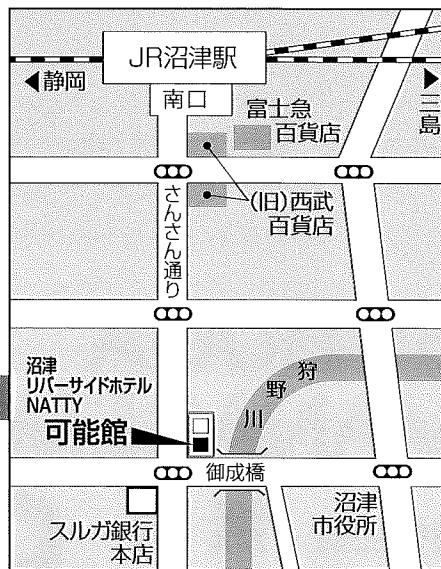 JR沼津駅
静岡
南口
三島
富士急
百貨店
(旧)西武
百貨店
さんさん通り
沼津
リバーサイドホテル
NATTY
可能館
狩野川
御成橋
スルガ銀行
本店
沼津
市役所